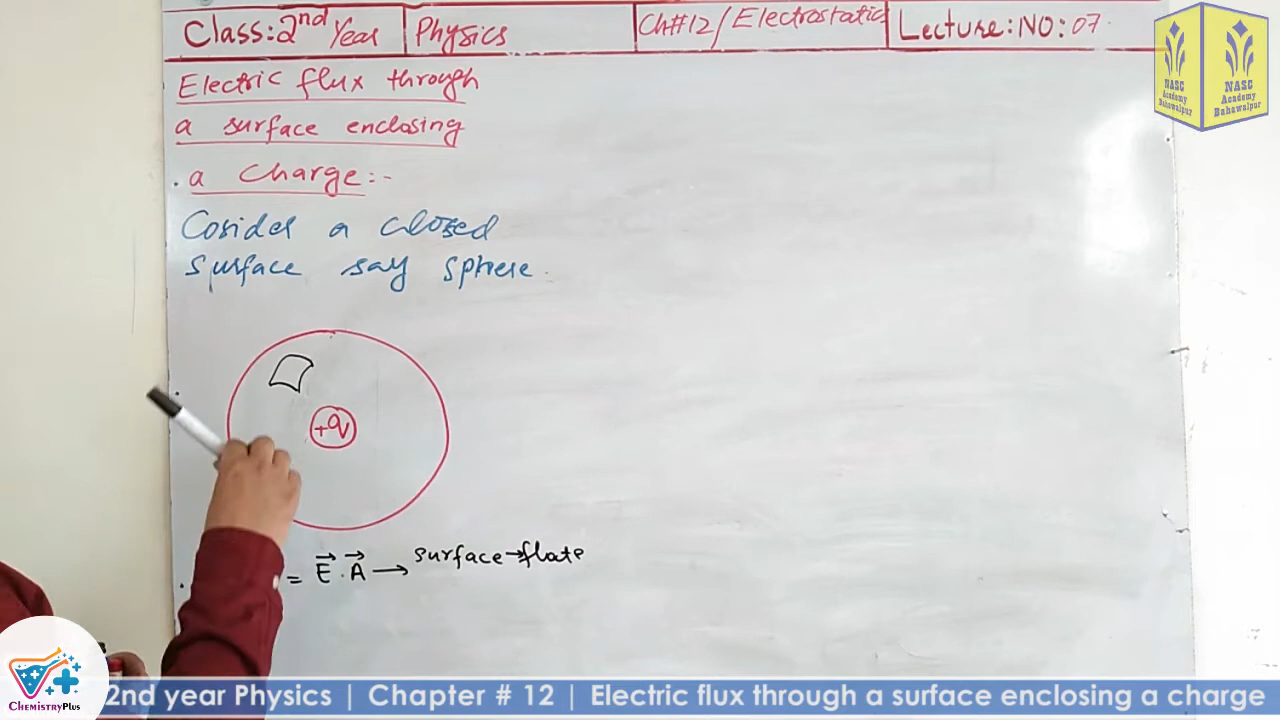 Class: 2nd Year | Physics | Ch#12/Electrostatic | Lecture: NO: 07.
NASC Academy Bahawalpur
NASC Academy Bahawalpur
Electric flux through
a surface enclosing
a charge:-
Cosider a closed
surface say sphere.
+q
= E⃗ . A⃗ → surface → flate
ChemistryPlus
2nd year Physics | Chapter # 12 | Electric flux through a surface enclosing a charge